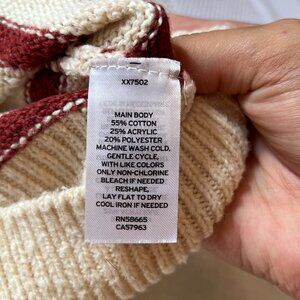 XX7502
MAIN BODY
55% COTTON
25% ACRYLIC
20% POLYESTER
MACHINE WASH COLD,
GENTLE CYCLE,
WITH LIKE COLORS
ONLY NON-CHLORINE
BLEACH IF NEEDED
RESHAPE,
LAY FLAT TO DRY
COOL IRON IF NEEDED
RN58665
CA57963